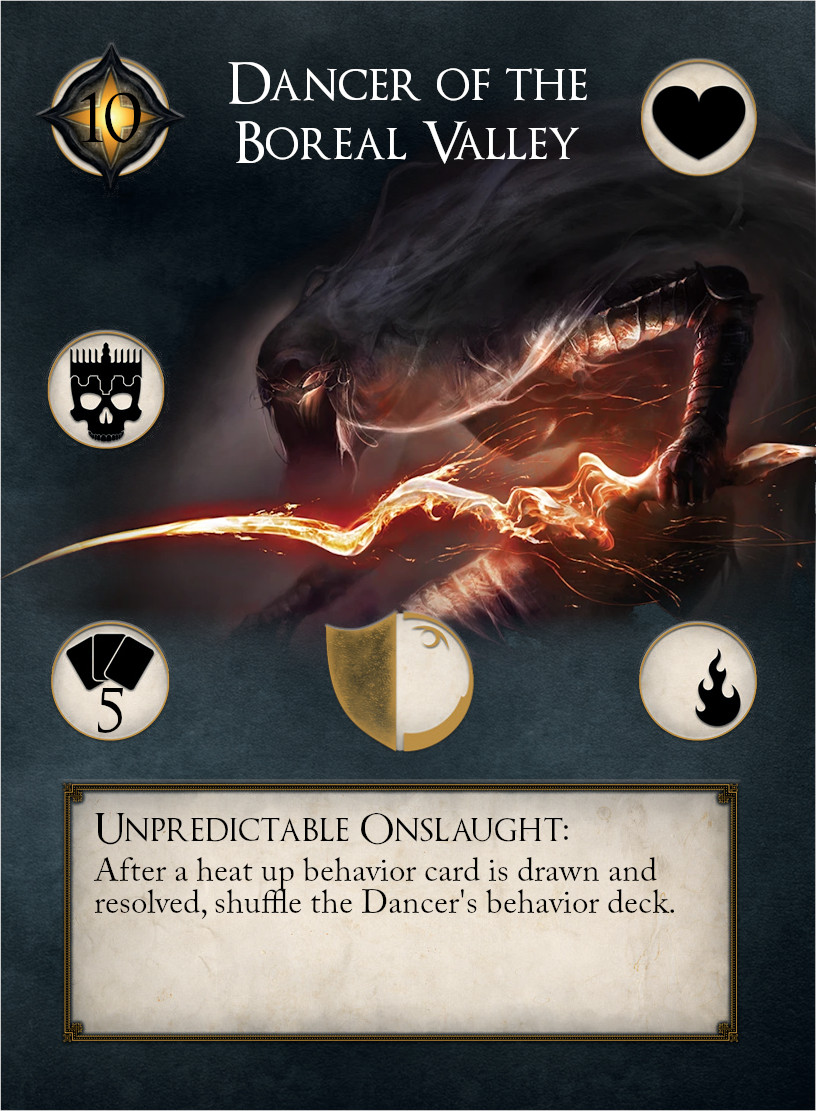 10
Dancer of the
Boreal Valley
5
Unpredictable Onslaught:
After a heat up behavior card is drawn and
resolved, shuffle the Dancer's behavior deck.